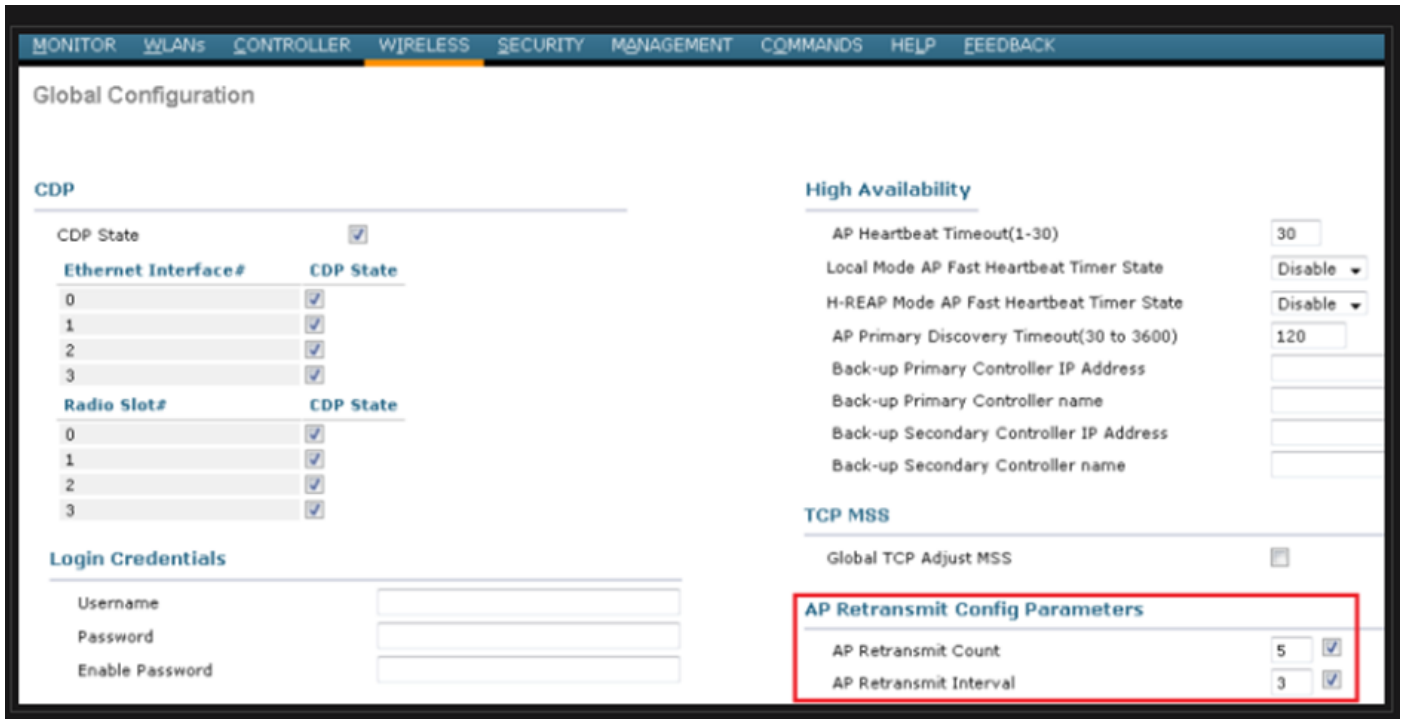 MONITOR WLANs CONTROLLER WIRELESS SECURITY MANAGEMENT COMMANDS HELP FEEDBACK
Global Configuration
CDP
CDP State
Ethernet Interface# CDP State
0
1
2
3
Radio Slot# CDP State
0
1
2
3
Login Credentials
Username
Password
Enable Password
High Availability
AP Heartbeat Timeout(1-30) 30
Local Mode AP Fast Heartbeat Timer State Disable
H-REAP Mode AP Fast Heartbeat Timer State Disable
AP Primary Discovery Timeout(30 to 3600) 120
Back-up Primary Controller IP Address
Back-up Primary Controller name
Back-up Secondary Controller IP Address
Back-up Secondary Controller name
TCP MSS
Global TCP Adjust MSS
AP Retransmit Config Parameters
AP Retransmit Count 5
AP Retransmit Interval 3